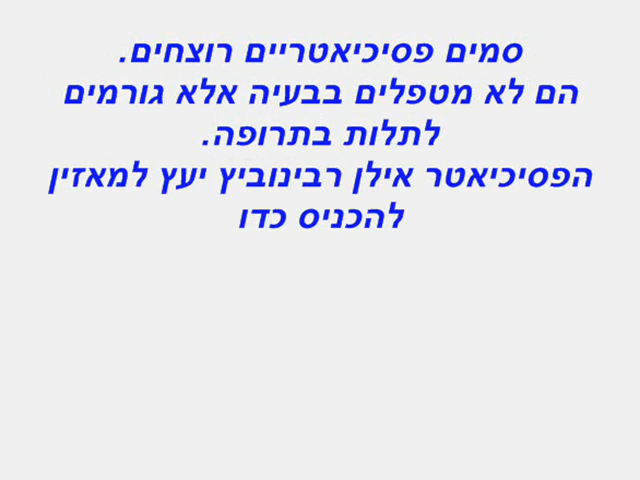 סמים פסיכיאטריים רוצחים.
הם לא מטפלים בבעיה אלא גורמים
לתלות בתרופה.
הפסיכיאטר אילן רבינוביץ יעץ למאזין
להכניס כדו